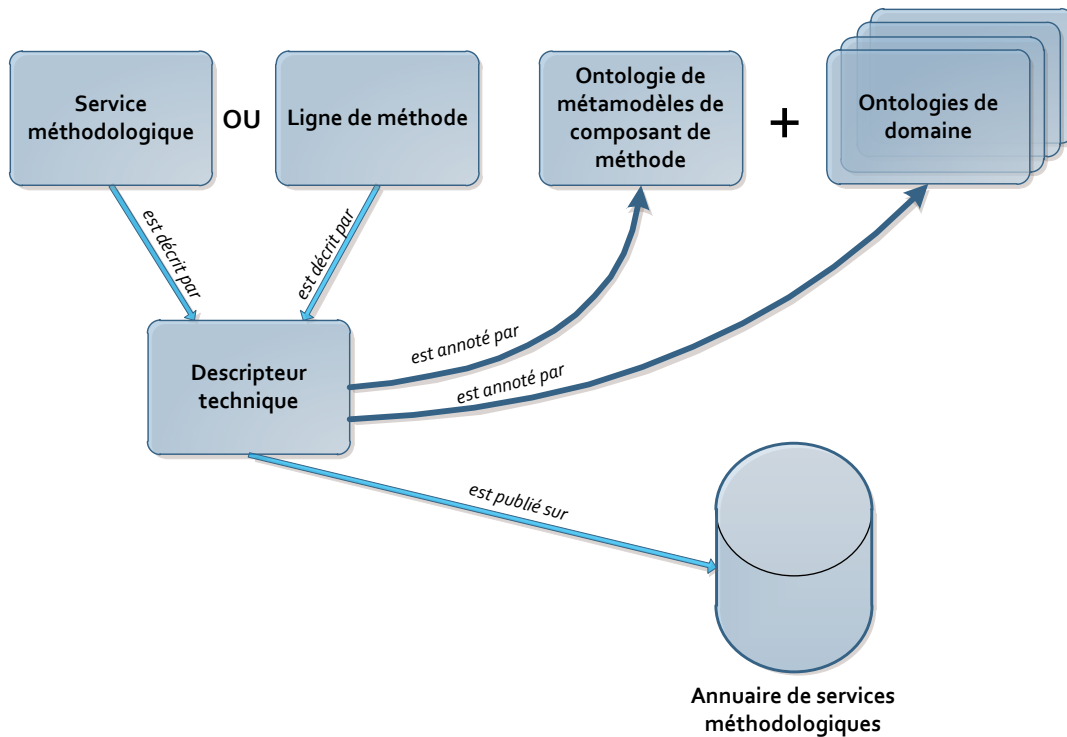 Service
méthodologique
OU
Ligne de méthode
Ontologie de
métamodèles de
composant de
méthode
+
Ontologies de
domaine
est décrit par
est décrit par
Descripteur
technique
est annoté par
est annoté par
est publié sur
Annuaire de services
méthodologiques